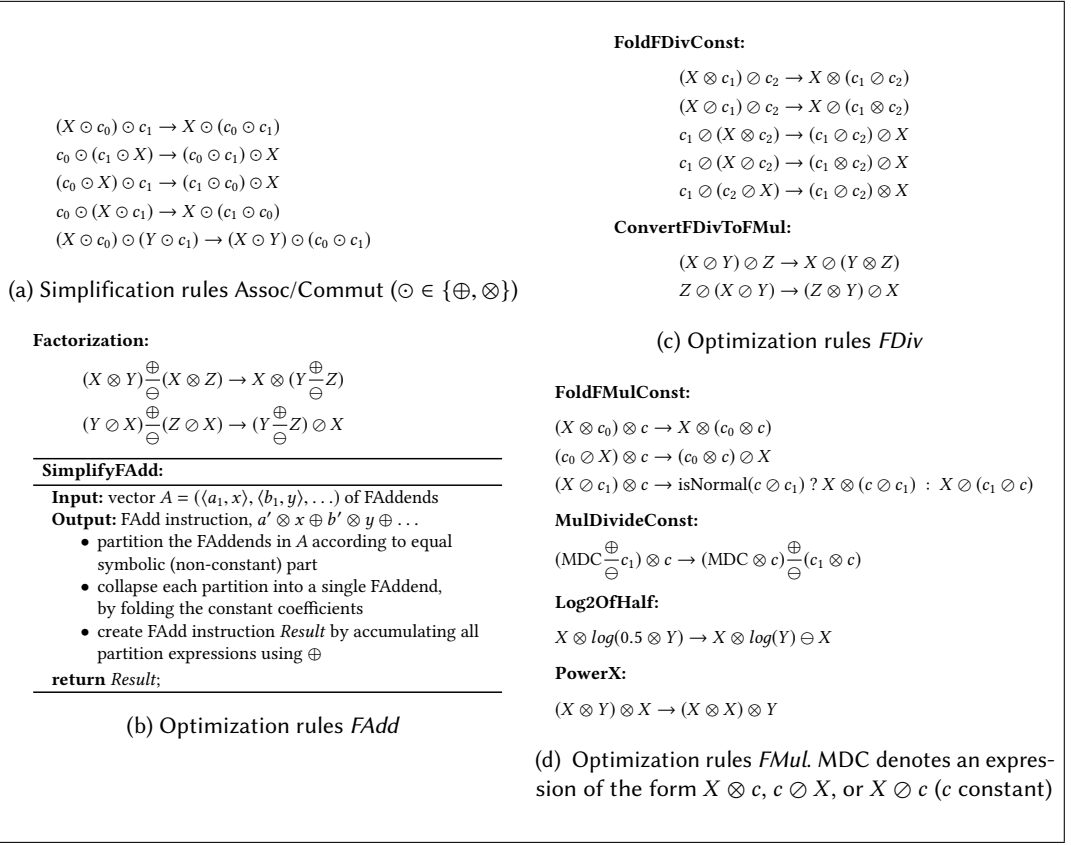 (X ⊙ c₀) ⊙ c₁ → X ⊙ (c₀ ⊙ c₁)
c₀ ⊙ (c₁ ⊙ X) → (c₀ ⊙ c₁) ⊙ X
(c₀ ⊙ X) ⊙ c₁ → (c₁ ⊙ c₀) ⊙ X
c₀ ⊙ (X ⊙ c₁) → X ⊙ (c₁ ⊙ c₀)
(X ⊙ c₀) ⊙ (Y ⊙ c₁) → (X ⊙ Y) ⊙ (c₀ ⊙ c₁)
(a) Simplification rules Assoc/Commut (⊙ ∈ {⊕, ⊗})
Factorization:
(X ⊗ Y) ⊕/⊖ (X ⊗ Z) → X ⊗ (Y ⊕/⊖ Z)
(Y ⊘ X) ⊕/⊖ (Z ⊘ X) → (Y ⊕/⊖ Z) ⊘ X
SimplifyFAdd:
Input: vector A = (⟨a₁, x⟩, ⟨b₁, y⟩, . . .) of FAddends
Output: FAdd instruction, a′ ⊗ x ⊕ b′ ⊗ y ⊕ . . .
• partition the FAddends in A according to equal
symbolic (non-constant) part
• collapse each partition into a single FAddend,
by folding the constant coefficients
• create FAdd instruction Result by accumulating all
partition expressions using ⊕
return Result;
(b) Optimization rules FAdd
FoldFDivConst:
(X ⊗ c₁) ⊘ c₂ → X ⊗ (c₁ ⊘ c₂)
(X ⊘ c₁) ⊘ c₂ → X ⊘ (c₁ ⊗ c₂)
c₁ ⊘ (X ⊗ c₂) → (c₁ ⊘ c₂) ⊘ X
c₁ ⊘ (X ⊘ c₂) → (c₁ ⊗ c₂) ⊘ X
c₁ ⊘ (c₂ ⊘ X) → (c₁ ⊘ c₂) ⊗ X
ConvertFDivToFMul:
(X ⊘ Y) ⊘ Z → X ⊘ (Y ⊗ Z)
Z ⊘ (X ⊘ Y) → (Z ⊗ Y) ⊘ X
(c) Optimization rules FDiv
FoldFMulConst:
(X ⊗ c₀) ⊗ c → X ⊗ (c₀ ⊗ c)
(c₀ ⊘ X) ⊗ c → (c₀ ⊗ c) ⊘ X
(X ⊘ c₁) ⊗ c → isNormal(c ⊘ c₁) ? X ⊗ (c ⊘ c₁) : X ⊘ (c₁ ⊘ c)
MulDivideConst:
(MDC ⊕/⊖ c₁) ⊗ c → (MDC ⊗ c) ⊕/⊖ (c₁ ⊗ c)
Log2OfHalf:
X ⊗ log(0.5 ⊗ Y) → X ⊗ log(Y) ⊖ X
PowerX:
(X ⊗ Y) ⊗ X → (X ⊗ X) ⊗ Y
(d) Optimization rules FMul. MDC denotes an expres-
sion of the form X ⊗ c, c ⊘ X, or X ⊘ c (c constant)